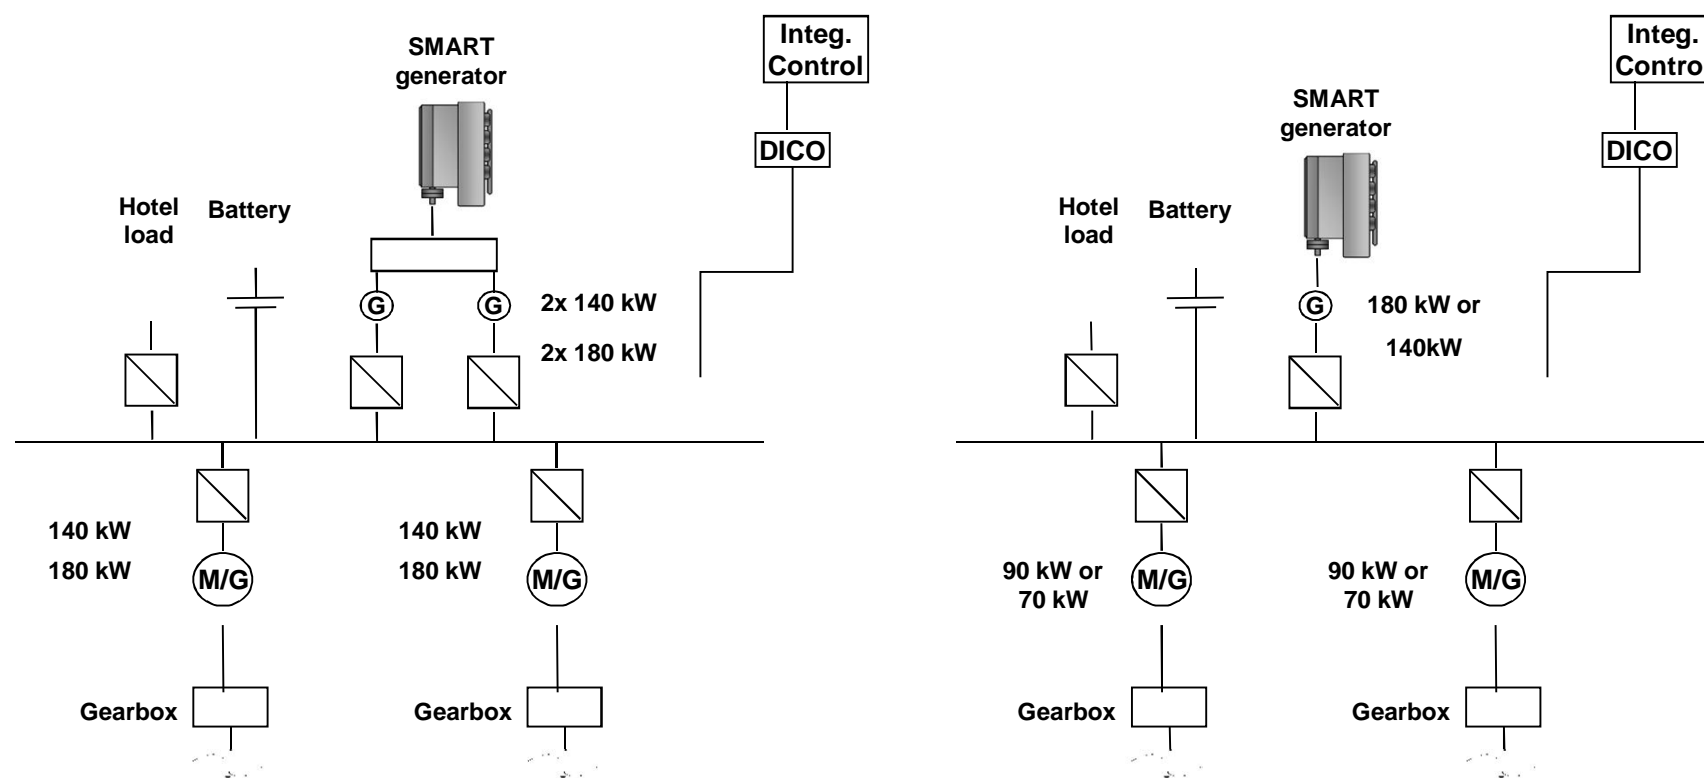 SMART
generator
Integ.
Control
DICO
Hotel
load
Battery
G
G
2x 140 kW
2x 180 kW
140 kW
180 kW
M/G
140 kW
180 kW
M/G
Gearbox
Gearbox
Integ.
Contro
SMART
generator
DICO
Hotel
load
Battery
G
180 kW or
140kW
90 kW or
70 kW
M/G
90 kW or
70 kW
M/G
Gearbox
Gearbox